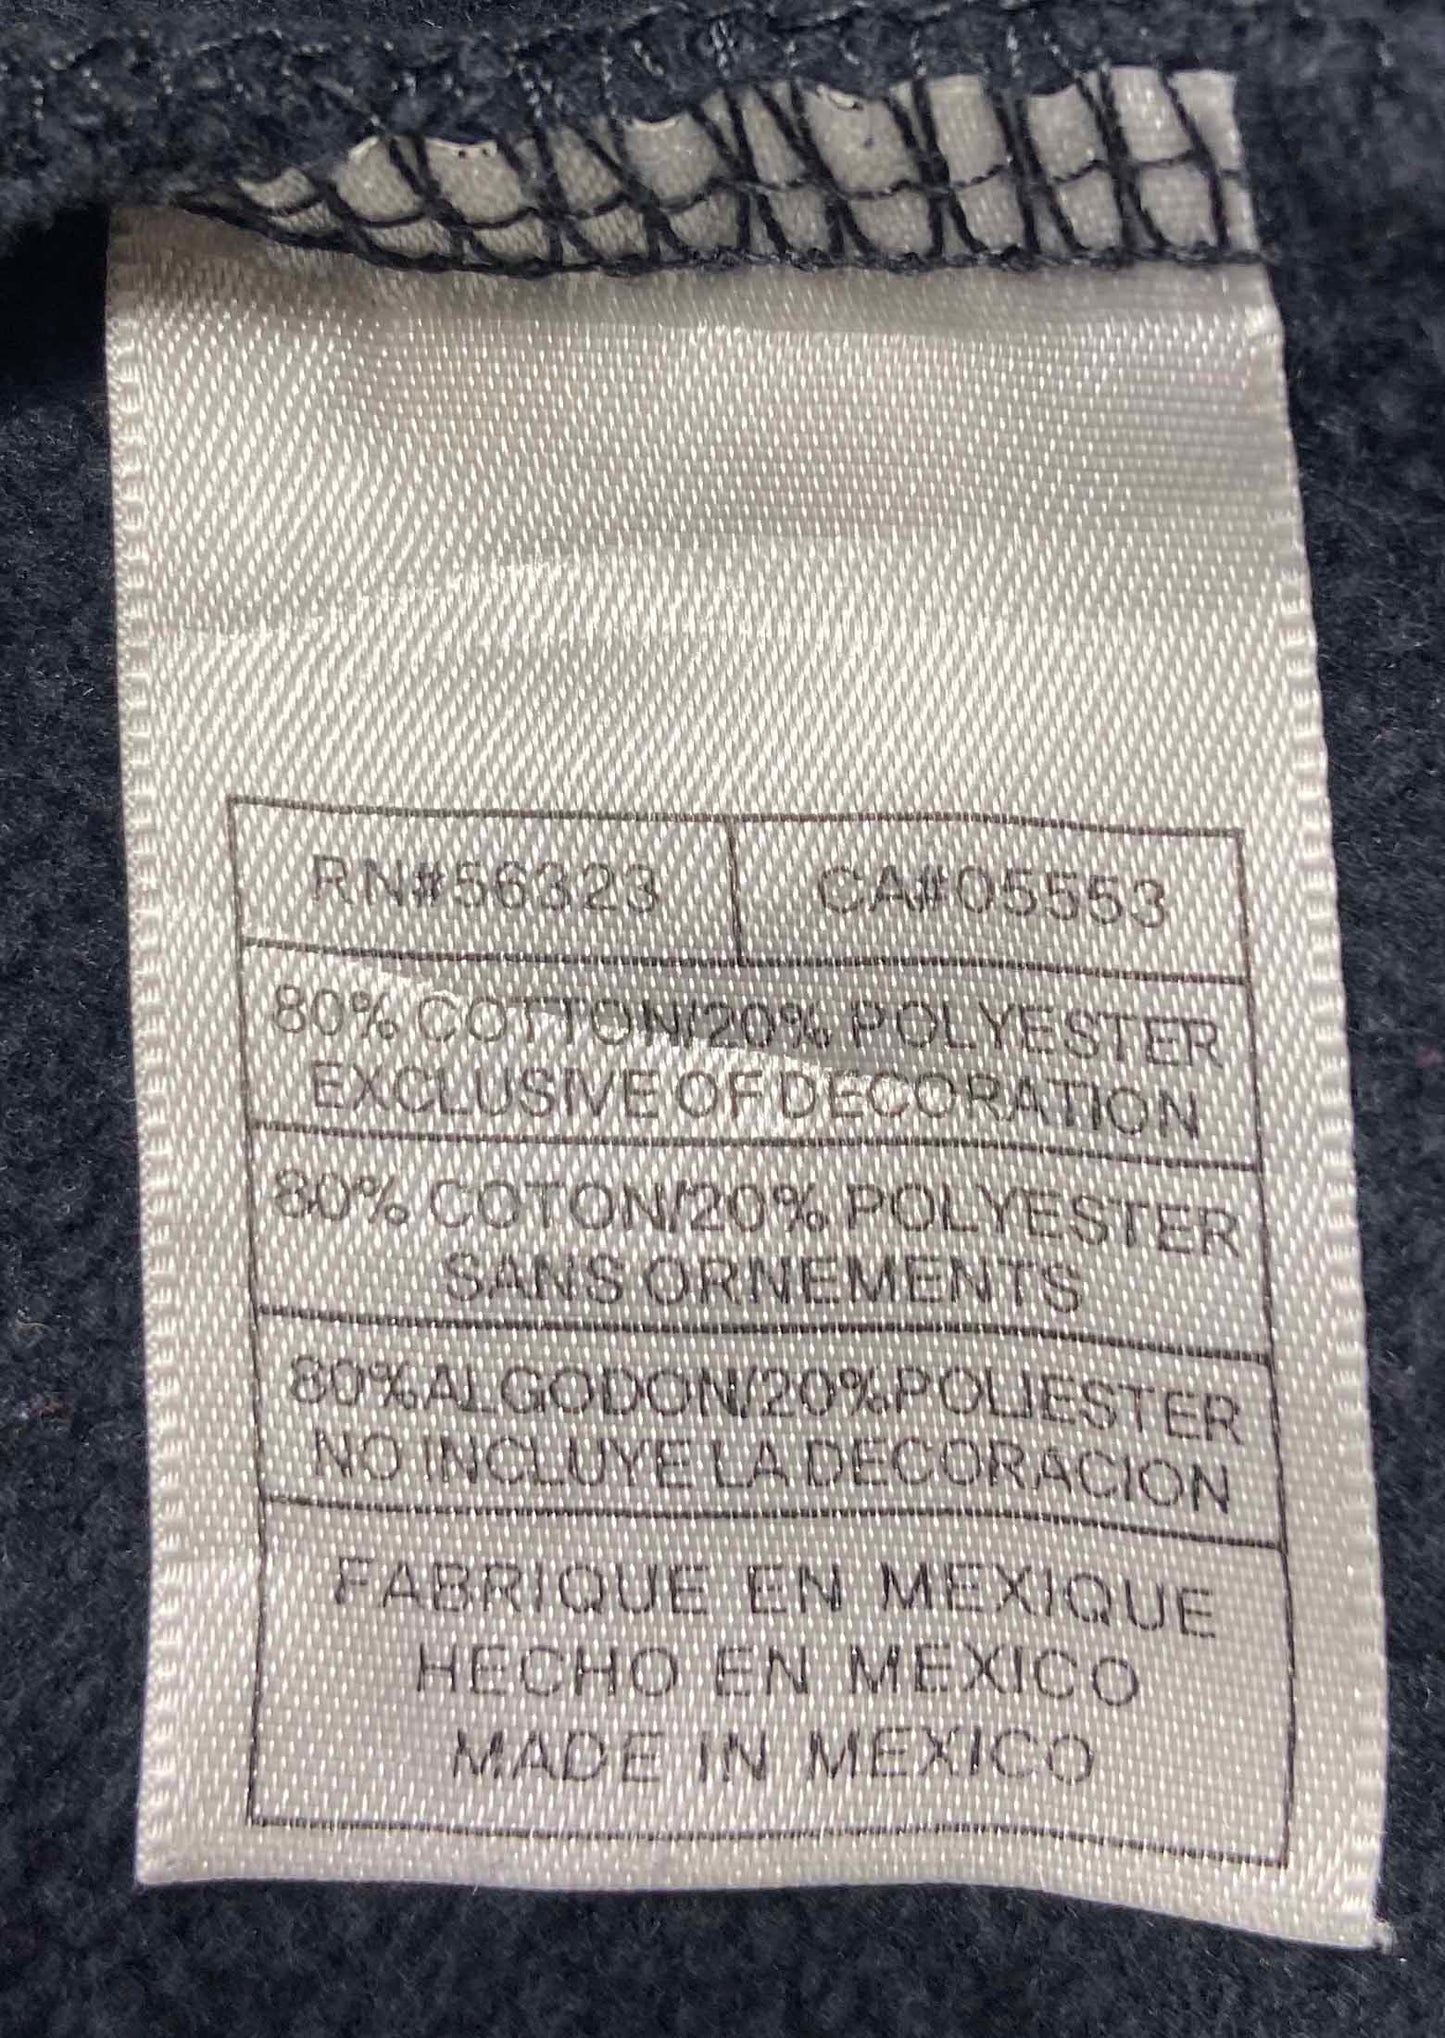 RN#56323 CA#05553
80% COTTON/20% POLYESTER
EXCLUSIVE OF DECORATION
80% COTON/20% POLYESTER
SANS ORNEMENTS
80% ALGODON/20% POLIESTER
NO INCLUYE LA DECORACION
FABRIQUE EN MEXIQUE
HECHO EN MEXICO
MADE IN MEXICO